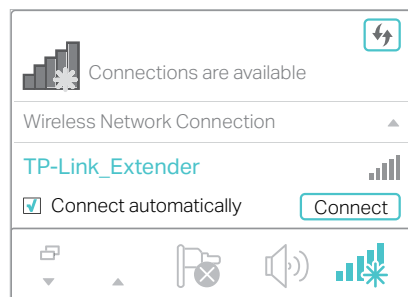 Connections are available
Wireless Network Connection
TP-Link_Extender
Connect automatically
Connect